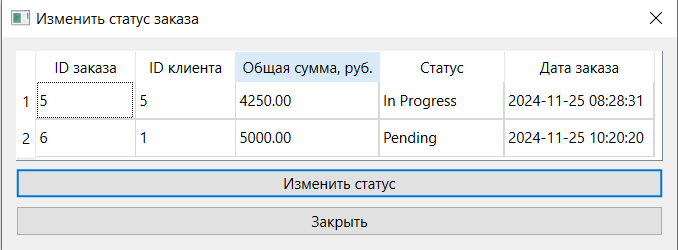 Изменить статус заказа
ID заказа ID клиента Общая сумма, руб. Статус Дата заказа
1 5 5 4250.00 In Progress 2024-11-25 08:28:31
2 6 1 5000.00 Pending 2024-11-25 10:20:20
Изменить статус
Закрыть